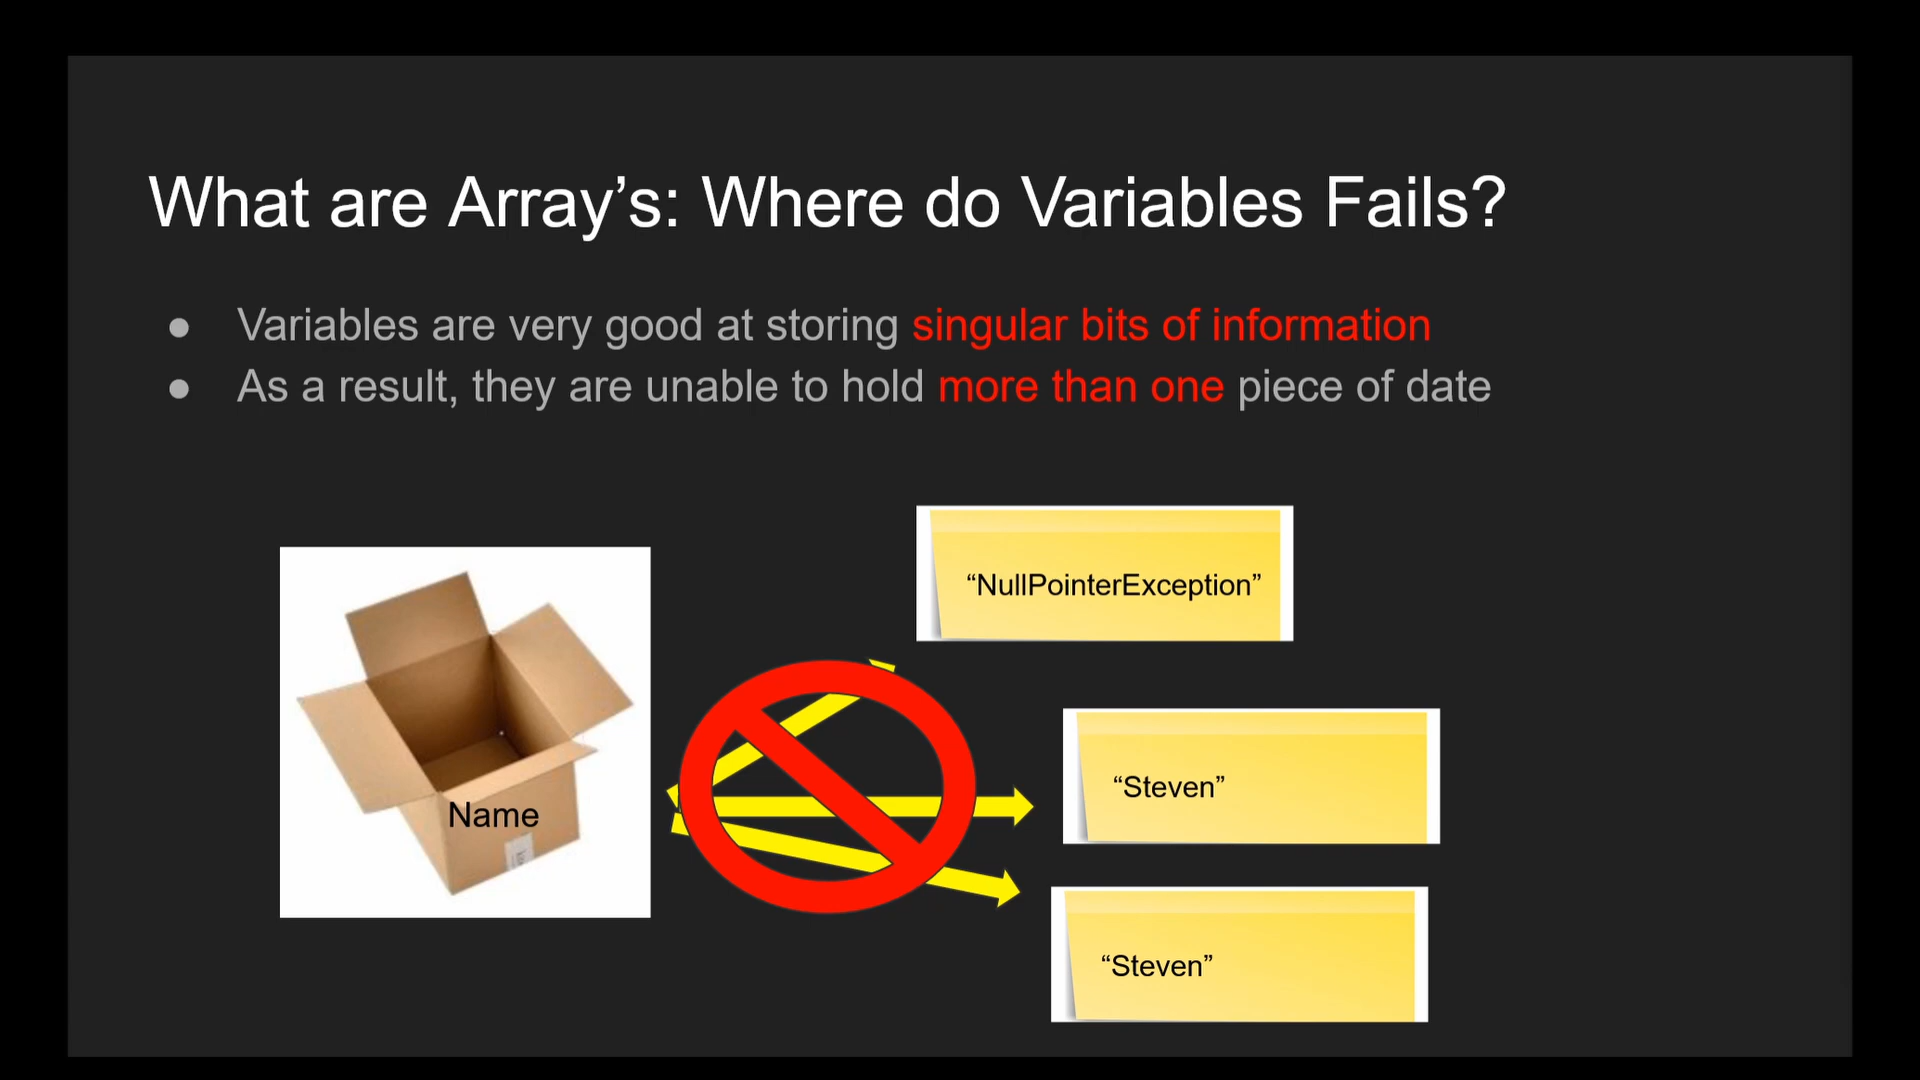 What are Array’s: Where do Variables Fails?
● Variables are very good at storing singular bits of information
● As a result, they are unable to hold more than one piece of date
“NullPointerException”
“Steven”
Name
“Steven”